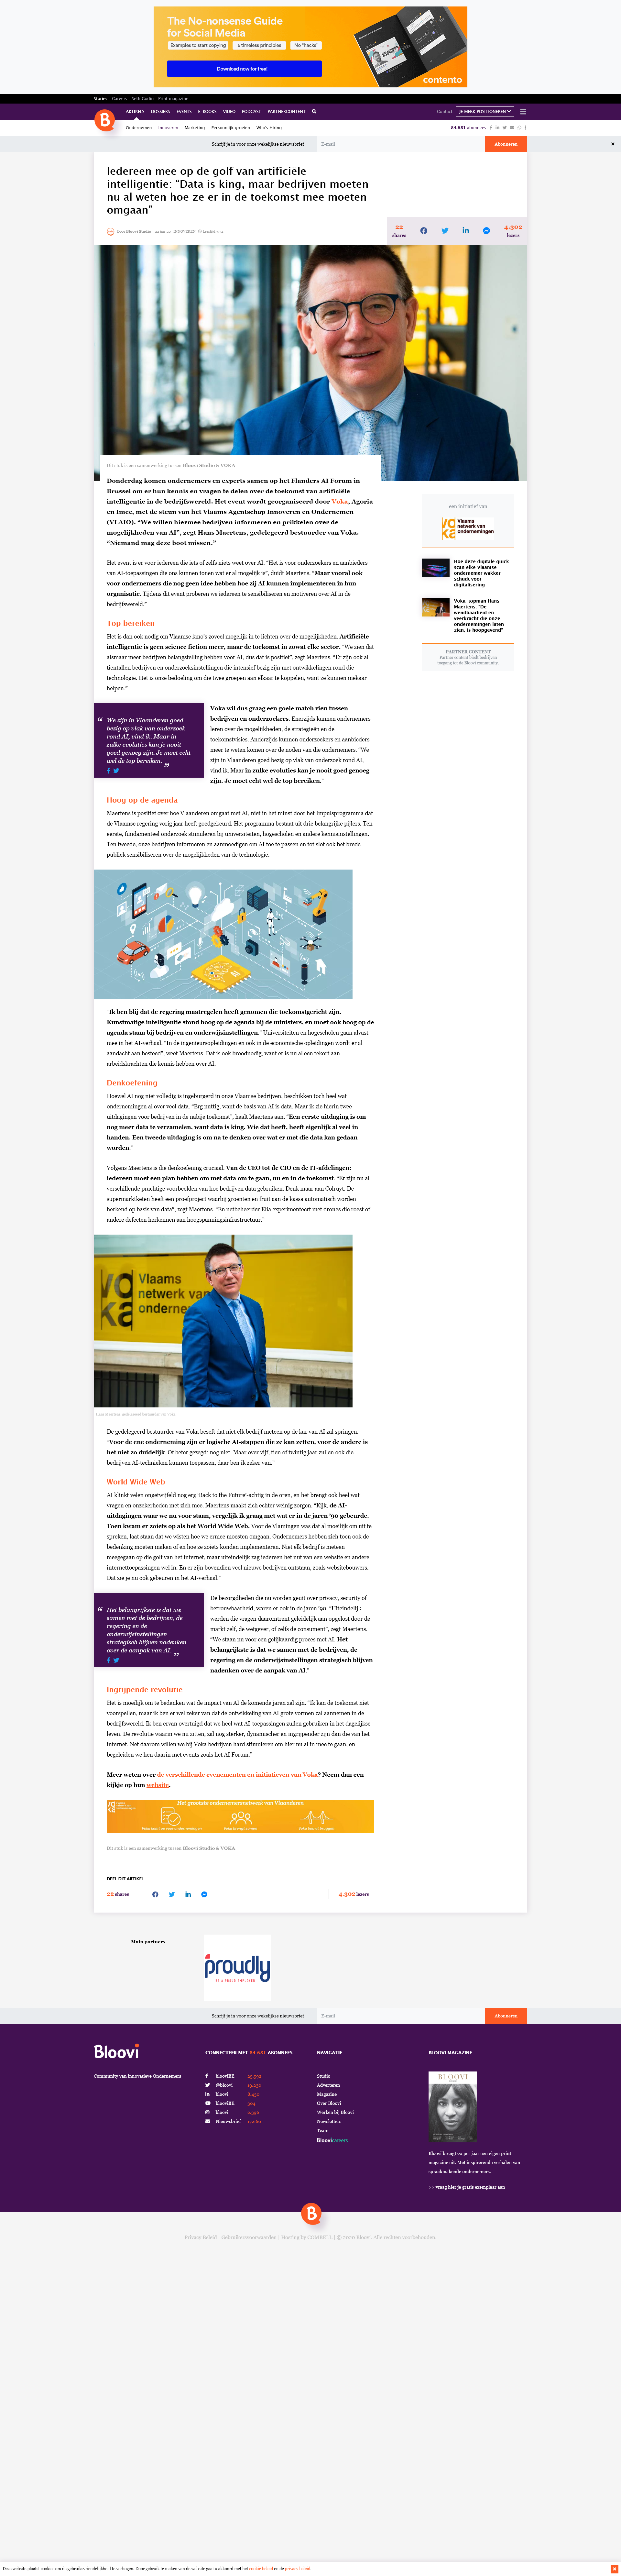 The No-nonsense Guide
for Social Media
Examples to start copying
6 timeless principles
No "hacks"
Download now for free!
contento
Stories Careers Seth Godin Print magazine
ARTIKELS DOSSIERS EVENTS E-BOOKS VIDEO PODCAST PARTNERCONTENT
Contact
JE MERK POSITIONEREN
Ondernemen Innoveren Marketing Persoonlijk groeien Who's Hiring
84.681 abonnees
Schrijf je in voor onze wekelijkse nieuwsbrief
E-mail
Abonneren
Iedereen mee op de golf van artificiële
intelligentie: “Data is king, maar bedrijven moeten
nu al weten hoe ze er in de toekomst mee moeten
omgaan”
Door Bloovi Studio
INNOVEREN
Leestijd 5:54
22
shares
4.302
lezers
Dit stuk is een samenwerking tussen Bloovi Studio & VOKA
Donderdag komen ondernemers en experts samen op het Flanders AI Forum in
Brussel om er hun kennis en vragen te delen over de toekomst van artificiële
intelligentie in de bedrijfswereld. Het event wordt georganiseerd door Voka, Agoria
en Imec, met de steun van het Vlaams Agentschap Innoveren en Ondernemen
(VLAIO). “We willen hiermee bedrijven informeren en prikkelen over de
mogelijkheden van AI”, zegt Hans Maertens, gedelegeerd bestuurder van Voka.
“Niemand mag deze boot missen.”
Het event is er voor iedereen die iets of zelfs niets weet over AI. “Het is voor ondernemers en aanbieders
van AI-toepassingen die samen willen bekijken wat er al mogelijk is”, duidt Maertens. “Maar vooral ook
voor ondernemers die nog geen idee hebben hoe zij AI kunnen implementeren in hun
organisatie. Tijdens dit event proberen we iedereen te sensibiliseren en motiveren om AI in de
bedrijfswereld.”
Top bereiken
Het is dan ook nodig om Vlaamse kmo's zoveel mogelijk in te lichten over de mogelijkheden. Artificiële
intelligentie is geen science fiction meer, maar de toekomst in zowat elke sector. “We zien dat
er alsmaar meer bedrijven over willen weten, en dat is positief”, zegt Maertens. “Er zijn ook al
tientallen bedrijven en onderzoeksinstellingen die intensief bezig zijn met ontwikkelingen rond die
technologie. Het is onze bedoeling om die twee groepen aan elkaar te koppelen, zodat ze van mekaar kunnen
helpen.”
“ We zijn in Vlaanderen goed
bezig op vlak van onderzoek
rond AI, vind ik. Maar in
zulke evoluties kan je nooit
goed genoeg zijn. Je moet echt
wel de top bereiken. ”
Voka wil dus graag een goeie match zien tussen
bedrijven en onderzoekers. Enerzijds kunnen ondernemers
leren over de mogelijkheden, de strategieën en de
toekomstvisies. Anderzijds kunnen onderzoekers en aanbieders
meer te weten komen over de noden van die ondernemers. “We
zijn in Vlaanderen goed bezig op vlak van onderzoek rond AI,
vind ik. Maar in zulke evoluties kan je nooit goed genoeg
zijn. Je moet echt wel de top bereiken.”
Hoog op de agenda
Maertens is positief over hoe Vlaanderen omgaat met AI, niet in het minst door het Impulsprogramma dat
de Vlaamse regering vorig jaar heeft goedgekeurd. Het programma bestaat uit drie belangrijke pijlers. Ten
eerste, fundamenteel onderzoek stimuleren bij universiteiten, hogescholen en andere kennisinstellingen.
Ten tweede, onze bedrijven informeren en aanmoedigen om AI toe te passen en tot slot ook het brede
publiek sensibiliseren over de mogelijkheden van de technologie.
“Ik ben blij dat de regering maatregelen heeft genomen die toekomstgericht zijn.
Kunstmatige intelligentie stond hoog op de agenda bij de ministers, en moet ook hoog op de
agenda staan bij bedrijven en onderwijsinstellingen.” Universiteiten en hogescholen gaan alvast
mee in het AI-verhaal. “In de ingenieursopleidingen en ook in de economische opleidingen wordt er al
aandacht aan besteed”, weet Maertens. Dat is ook broodnodig, want er is nu al een tekort aan
arbeidskrachten die kennis hebben over AI.
Denkoefening
Hoewel AI nog niet volledig is ingeburgerd in onze Vlaamse bedrijven, beschikken toch heel wat
ondernemingen al over veel data. “Erg nuttig, want de basis van AI is data. Maar ik zie hierin twee
uitdagingen voor bedrijven in de nabije toekomst”, haalt Maertens aan. “Een eerste uitdaging is om
nog meer data te verzamelen, want data is king. Wie dat heeft, heeft eigenlijk al veel in
handen. Een tweede uitdaging is om na te denken over wat er met die data kan gedaan
worden.”
Volgens Maertens is die denkoefening cruciaal. Van de CEO tot de CIO en de IT-afdelingen:
iedereen moet een plan hebben om met data om te gaan, nu en in de toekomst. “Er zijn nu al
verschillende prachtige voorbeelden van hoe bedrijven data gebruiken. Denk maar aan Colruyt. De
supermarktketen heeft een proefproject waarbij groenten en fruit aan de kassa automatisch worden
herkend op basis van data”, zegt Maertens. “En netbeheerder Elia experimenteert met drones die roest of
andere defecten herkennen aan hoogspanningsinfrastructuur.”
Vlaams
netwerk van
ondernemingen
Hans Maertens, gedelegeerd bestuurder van Voka
De gedelegeerd bestuurder van Voka beseft dat niet elk bedrijf meteen op de kar van AI zal springen.
“Voor de ene onderneming zijn er logische AI-stappen die ze kan zetten, voor de andere is
het niet zo duidelijk. Of beter gezegd: nog niet. Maar over vijf, tien of twintig jaar zullen ook die
bedrijven AI-technieken kunnen toepassen, daar ben ik zeker van.”
World Wide Web
AI klinkt velen ongetwijfeld nog erg 'Back to the Future'-achtig in de oren, en het brengt ook heel wat
vragen en onzekerheden met zich mee. Maertens maakt zich echter weinig zorgen. “Kijk, de AI-
uitdagingen waar we nu voor staan, vergelijk ik graag met wat er in de jaren '90 gebeurde.
Toen kwam er zoiets op als het World Wide Web. Voor de Vlamingen was dat al moeilijk om uit te
spreken, laat staan dat we wisten hoe we ermee moesten omgaan. Ondernemers hebben zich toen ook de
bedenking moeten maken of en hoe ze zoiets konden implementeren. Niet elk bedrijf is meteen
meegegaan op de golf van het internet, maar uiteindelijk zag iedereen het nut van een website en andere
internettoepassingen wel in. En er zijn bovendien veel nieuwe bedrijven ontstaan, zoals websitebouwers.
Dat zie je nu ook gebeuren in het AI-verhaal.”
“ Het belangrijkste is dat we
samen met de bedrijven, de
regering en de
onderwijsinstellingen
strategisch blijven nadenken
over de aanpak van AI. ”
De bezorgdheden die nu worden geuit over privacy, security of
betrouwbaarheid, waren er ook in de jaren '90. “Uiteindelijk
werden die vragen daarrond geleidelijk aan opgelost door de
markt zelf, de wetgever, of zelfs de consument”, zegt Maertens.
“We staan nu voor een gelijkaardig proces met AI. Het
belangrijkste is dat we samen met de bedrijven, de
regering en de onderwijsinstellingen strategisch blijven
nadenken over de aanpak van AI.”
Ingrijpende revolutie
Het is moeilijk om te bedenken wat de impact van AI de komende jaren zal zijn. “Ik kan de toekomst niet
voorspellen, maar ik ben er wel zeker van dat de ontwikkeling van AI grote vormen zal aannemen in de
bedrijfswereld. Ik ben ervan overtuigd dat we heel wat AI-toepassingen zullen gebruiken in het dagelijkse
leven. De revolutie waarin we nu zitten, zal nog sterker, dynamischer en ingrijpender zijn dan die van het
internet. Net daarom willen we bij Voka bedrijven hard stimuleren om hier nu al in mee te gaan, en
begeleiden we hen daarin met events zoals het AI Forum.”
Meer weten over de verschillende evenementen en initiatieven van Voka? Neem dan een
kijkje op hun website.
Het grootste ondernemersnetwerk van Vlaanderen
Dit stuk is een samenwerking tussen Bloovi Studio & VOKA
DEEL DIT ARTIKEL
22 shares
4.302 lezers
een initiatief van
voka Vlaams
netwerk van
ondernemingen
Hoe deze digitale quick
scan elke Vlaamse
ondernemer wakker
schudt voor
digitalisering
Voka-topman Hans
Maertens: “De
wendbaarheid en
veerkracht die onze
ondernemingen laten
zien, is hoopgevend”
PARTNER CONTENT
Partner content biedt bedrijven
toegang tot de Bloovi community.
Main partners
proudly
BE A PROUD EMPLOYER
Schrijf je in voor onze wekelijkse nieuwsbrief
E-mail
Abonneren
Bloovi
Community van innovatieve Ondernemers
CONNECTEER MET 84.681 ABONNEES
blooviBE
@bloovi
bloovi
blooviBE
bloovi
Nieuwsbrief
NAVIGATIE
Studio
Adverteren
Magazine
Over Bloovi
Werken bij Bloovi
Newsletters
Team
Bloovicareers
BLOOVI MAGAZINE
BLOOVI
Bloovi brengt 2x per jaar een eigen print
magazine uit. Met inspirerende verhalen van
spraakmakende ondernemers.
>> vraag hier je gratis exemplaar aan
Privacy Beleid | Gebruiksvoorwaarden | Hosting by COMBELL | © 2020 Bloovi. Alle rechten voorbehouden.
Deze website plaatst cookies om de gebruiksvriendelijkheid te verhogen. Door gebruik te maken van de website gaat u akkoord met het cookie beleid en de privacy beleid.